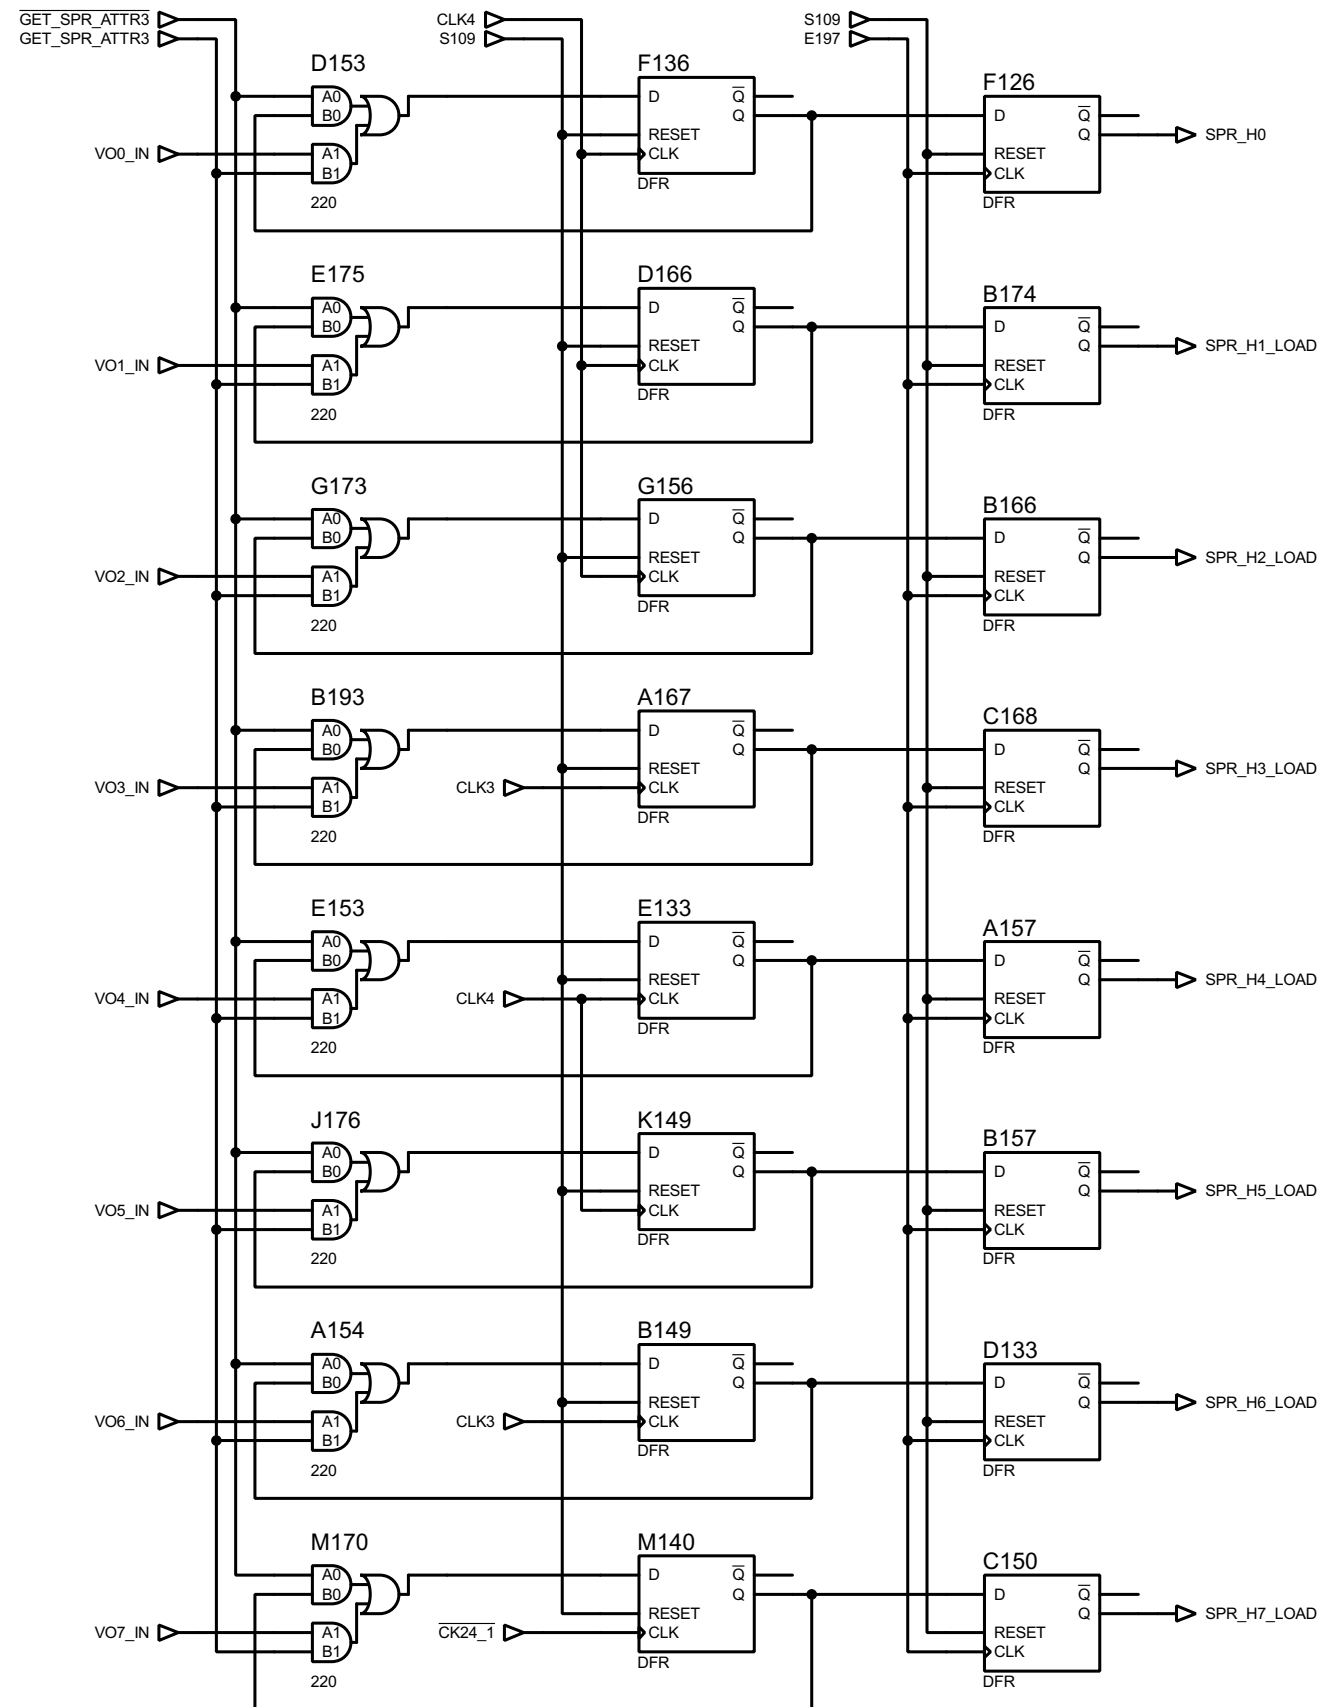 GET_SPR_ATTR3
GET_SPR_ATTR3
CLK4
S109
S109
E197
D153
A0
B0
A1
B1
220
VO0_IN
F136
D
Q
Q
RESET
CLK
DFR
F126
D
Q
Q
RESET
CLK
DFR
SPR_H0
E175
A0
B0
A1
B1
220
VO1_IN
D166
D
Q
Q
RESET
CLK
DFR
B174
D
Q
Q
RESET
CLK
DFR
SPR_H1_LOAD
G173
A0
B0
A1
B1
220
VO2_IN
G156
D
Q
Q
RESET
CLK
DFR
B166
D
Q
Q
RESET
CLK
DFR
SPR_H2_LOAD
B193
A0
B0
A1
B1
220
VO3_IN
CLK3
A167
D
Q
Q
RESET
CLK
DFR
C168
D
Q
Q
RESET
CLK
DFR
SPR_H3_LOAD
E153
A0
B0
A1
B1
220
VO4_IN
CLK4
E133
D
Q
Q
RESET
CLK
DFR
A157
D
Q
Q
RESET
CLK
DFR
SPR_H4_LOAD
J176
A0
B0
A1
B1
220
VO5_IN
K149
D
Q
Q
RESET
CLK
DFR
B157
D
Q
Q
RESET
CLK
DFR
SPR_H5_LOAD
A154
A0
B0
A1
B1
220
VO6_IN
CLK3
B149
D
Q
Q
RESET
CLK
DFR
D133
D
Q
Q
RESET
CLK
DFR
SPR_H6_LOAD
M170
A0
B0
A1
B1
220
VO7_IN
CK24_1
M140
D
Q
Q
RESET
CLK
DFR
C150
D
Q
Q
RESET
CLK
DFR
SPR_H7_LOAD